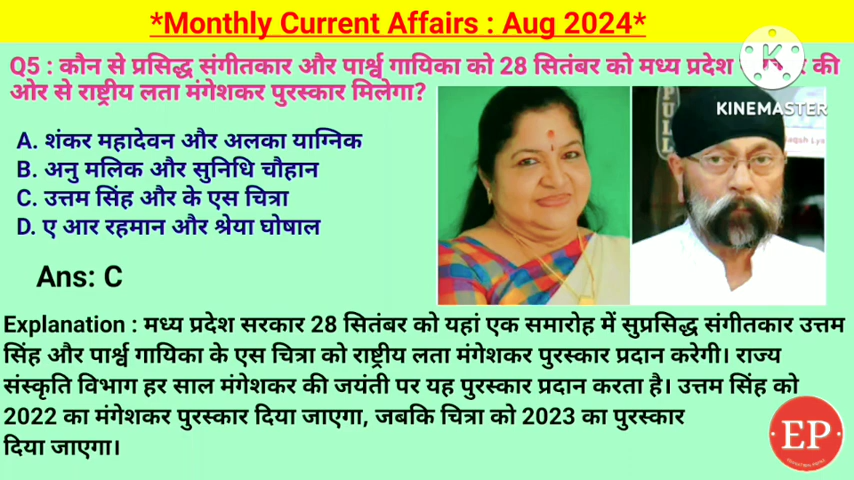 *Monthly Current Affairs : Aug 2024*
Q5 : कौन से प्रसिद्ध संगीतकार और पार्श्व गायिका को 28 सितंबर को मध्य प्रदेश की
ओर से राष्ट्रीय लता मंगेशकर पुरस्कार मिलेगा?
KINEMASTER
PULL
A. शंकर महादेवन और अलका याग्निक
B. अनु मलिक और सुनिधि चौहान
C. उत्तम सिंह और के एस चित्रा
D. ए आर रहमान और श्रेया घोषाल
Ans: C
Explanation : मध्य प्रदेश सरकार 28 सितंबर को यहां एक समारोह में सुप्रसिद्ध संगीतकार उत्तम
सिंह और पार्श्व गायिका के एस चित्रा को राष्ट्रीय लता मंगेशकर पुरस्कार प्रदान करेगी। राज्य
संस्कृति विभाग हर साल मंगेशकर की जयंती पर यह पुरस्कार प्रदान करता है। उत्तम सिंह को
2022 का मंगेशकर पुरस्कार दिया जाएगा, जबकि चित्रा को 2023 का पुरस्कार
दिया जाएगा।
EP